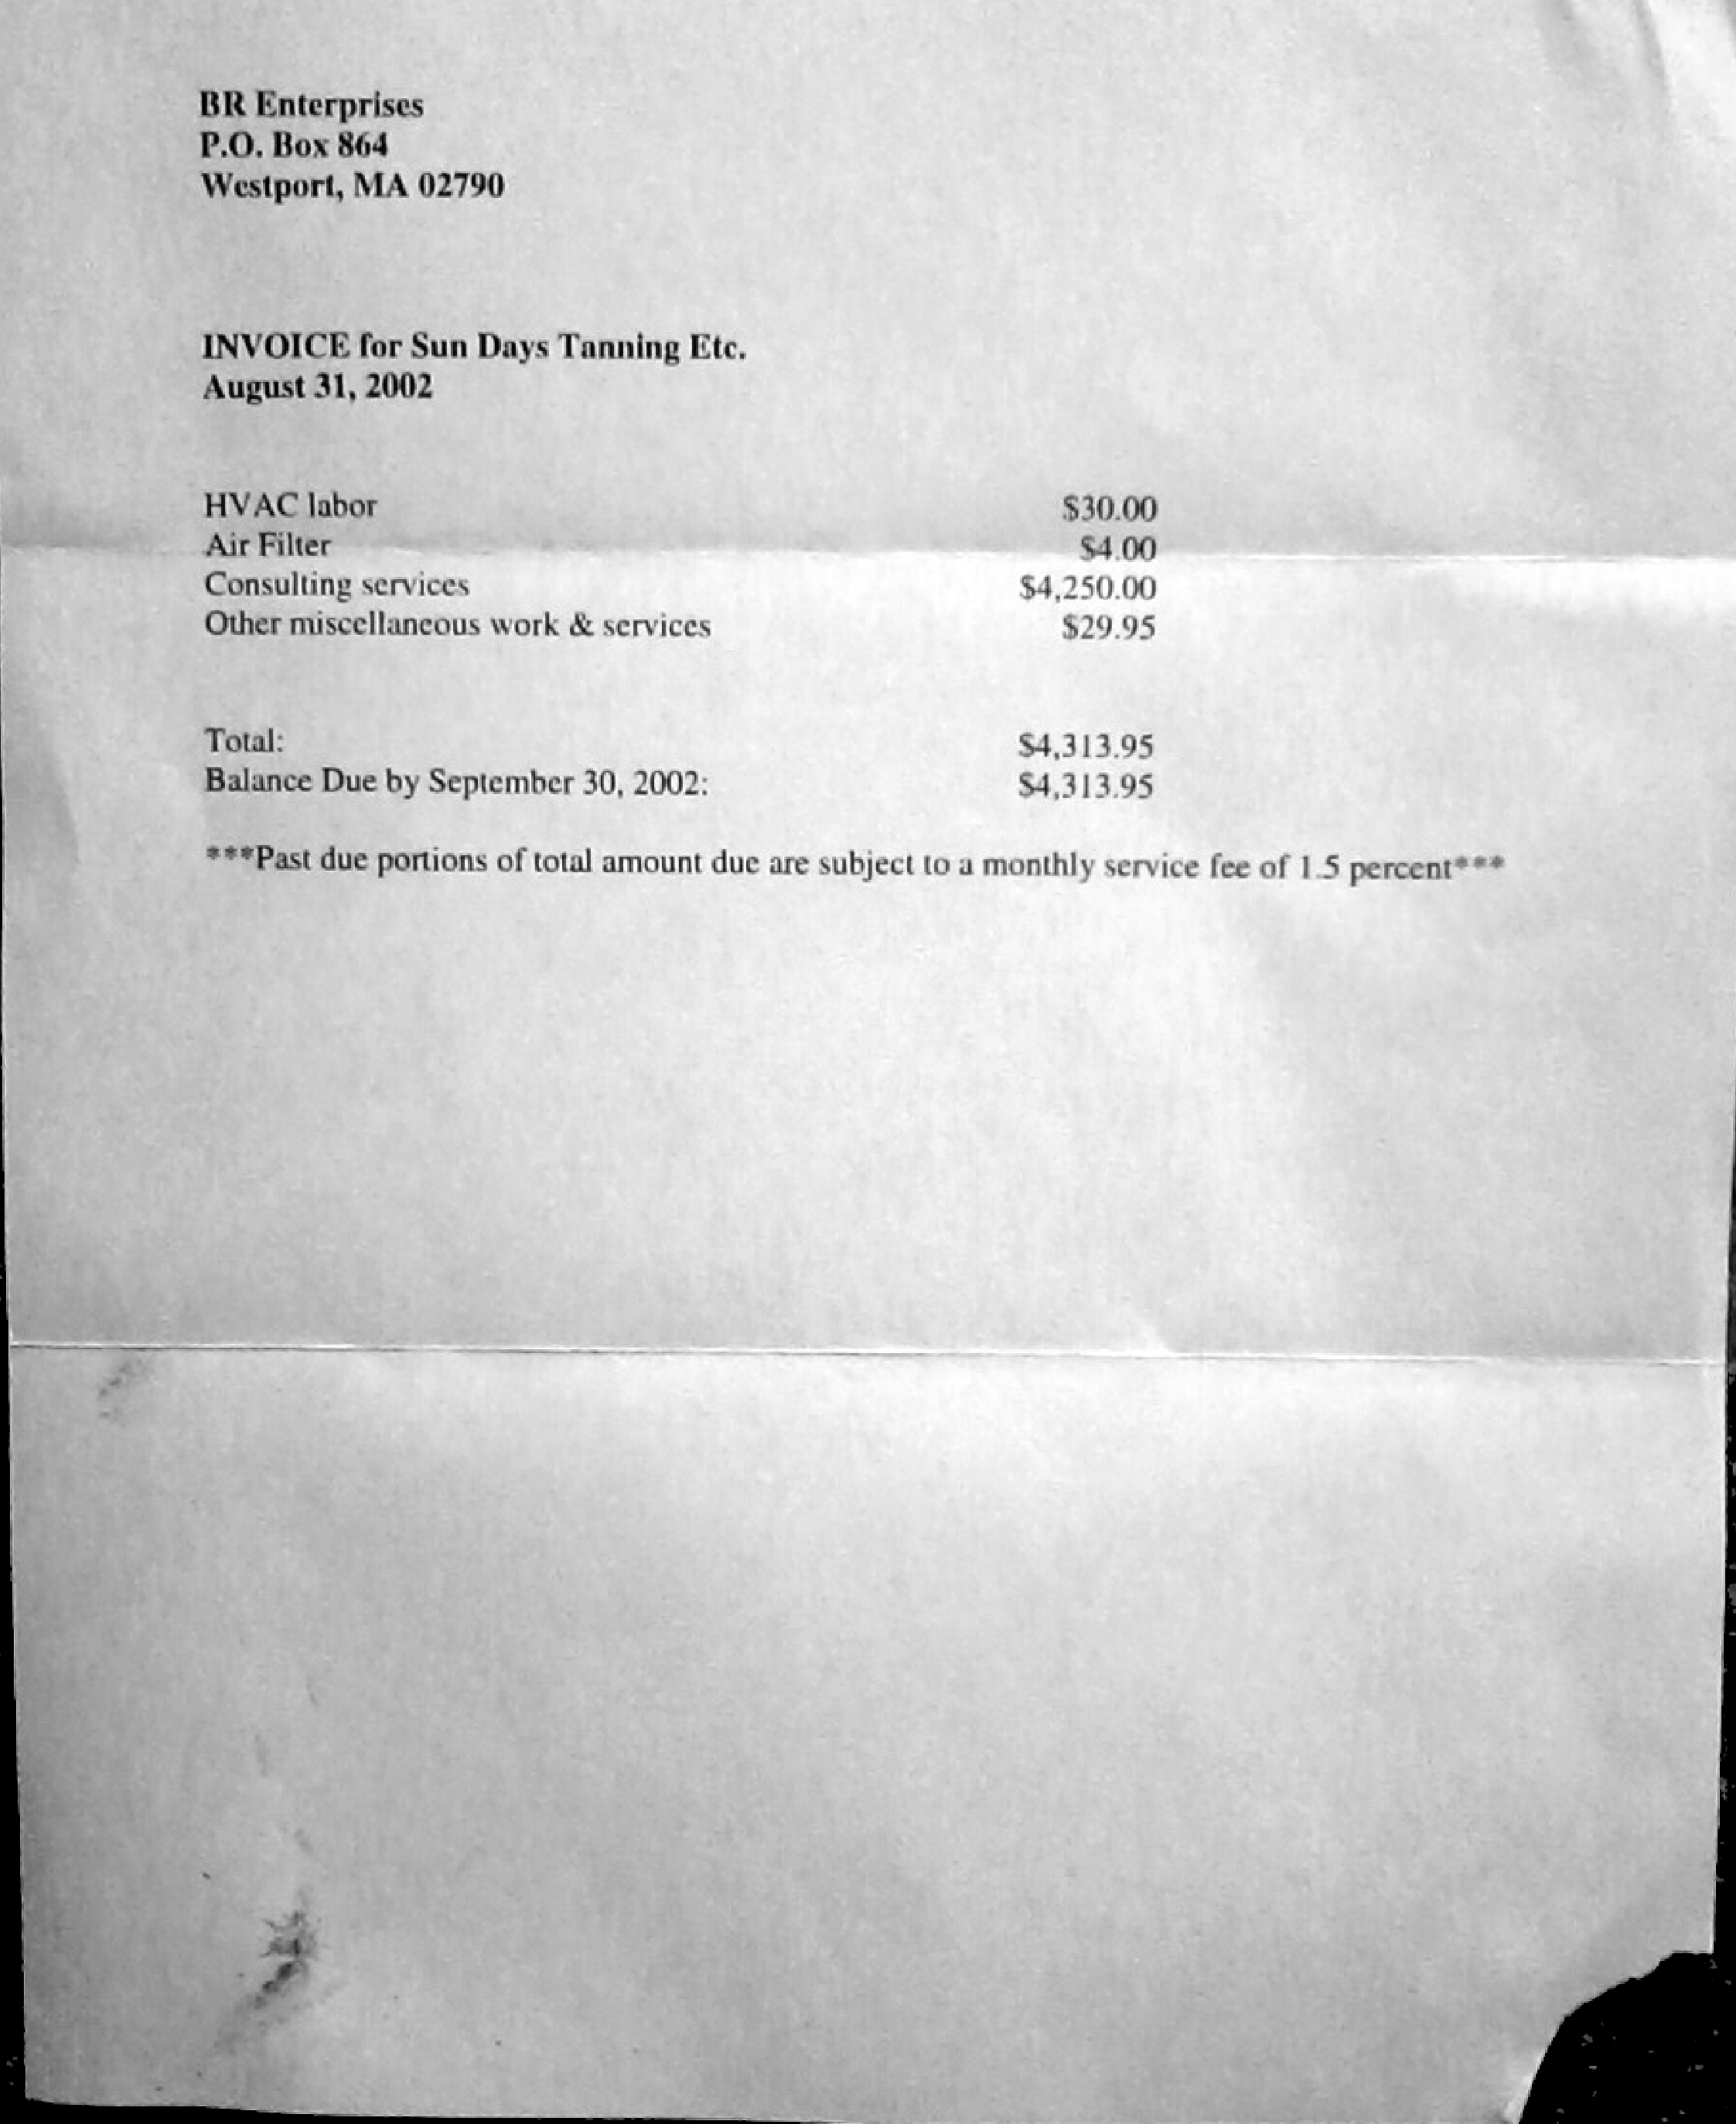 BR Enterprises
P.O. Box 864
Westport, MA 02790
INVOICE for Sun Days Tanning Etc.
August 31, 2002
HVAC labor $30.00
Air Filter $4.00
Consulting services $4,250.00
Other miscellaneous work & services $29.95
Total: $4,313.95
Balance Due by September 30, 2002: $4,313.95
***Past due portions of total amount due are subject to a monthly service fee of 1.5 percent***